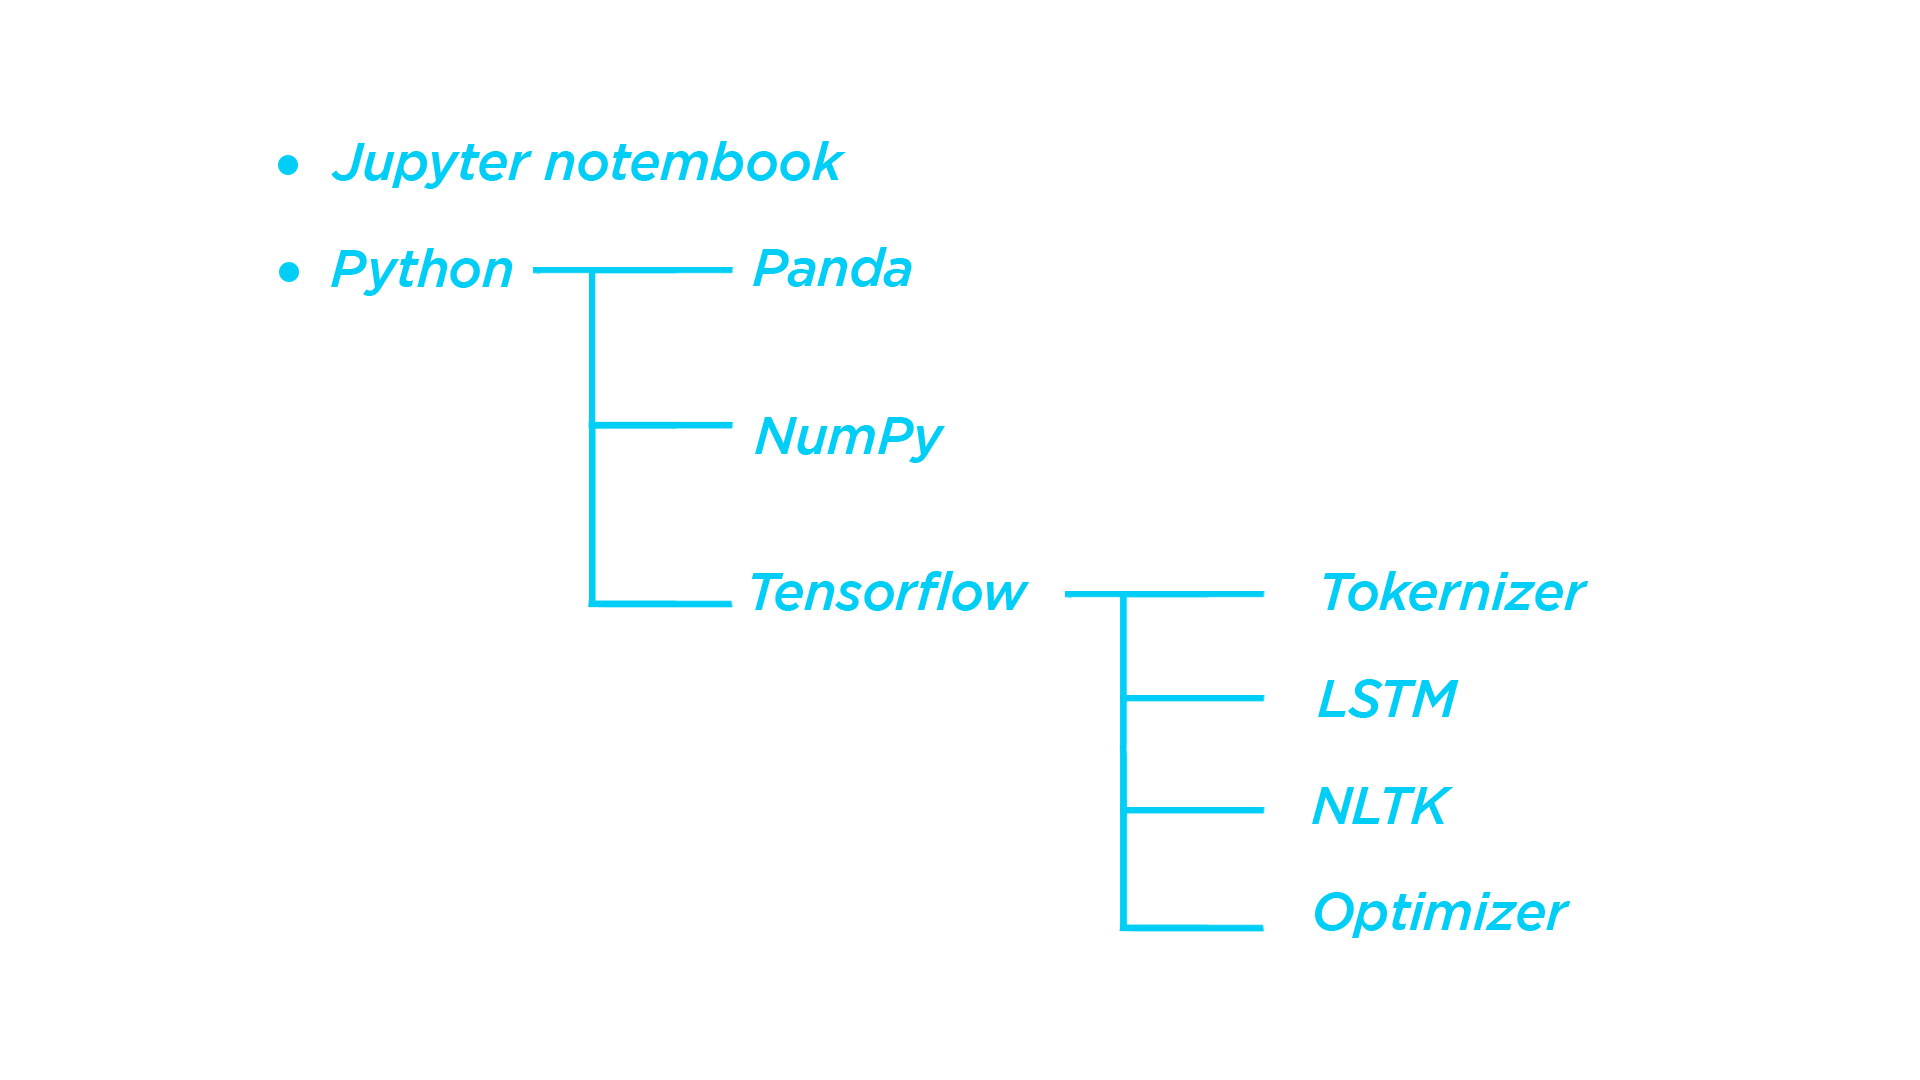 Jupyter notembook
Python
Panda
NumPy
Tensorflow
Tokernizer
LSTM
NLTK
Optimizer